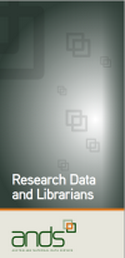 Research Data
and Librarians
ands